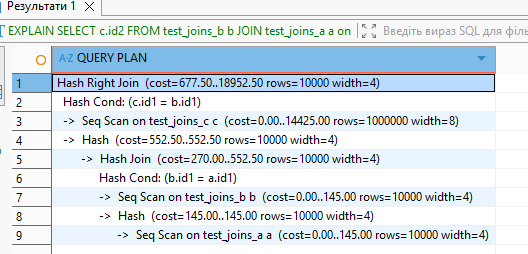 Результати 1
EXPLAIN SELECT c.id2 FROM test_joins_b b JOIN test_joins_a a on
Введіть вираз SQL для філь
A-Z QUERY PLAN
1 Hash Right Join (cost=677.50..18952.50 rows=10000 width=4)
2 Hash Cond: (c.id1 = b.id1)
3 -> Seq Scan on test_joins_c c (cost=0.00..14425.00 rows=1000000 width=8)
4 -> Hash (cost=552.50..552.50 rows=10000 width=4)
5 -> Hash Join (cost=270.00..552.50 rows=10000 width=4)
6 Hash Cond: (b.id1 = a.id1)
7 -> Seq Scan on test_joins_b b (cost=0.00..145.00 rows=10000 width=4)
8 -> Hash (cost=145.00..145.00 rows=10000 width=4)
9 -> Seq Scan on test_joins_a a (cost=0.00..145.00 rows=10000 width=4)